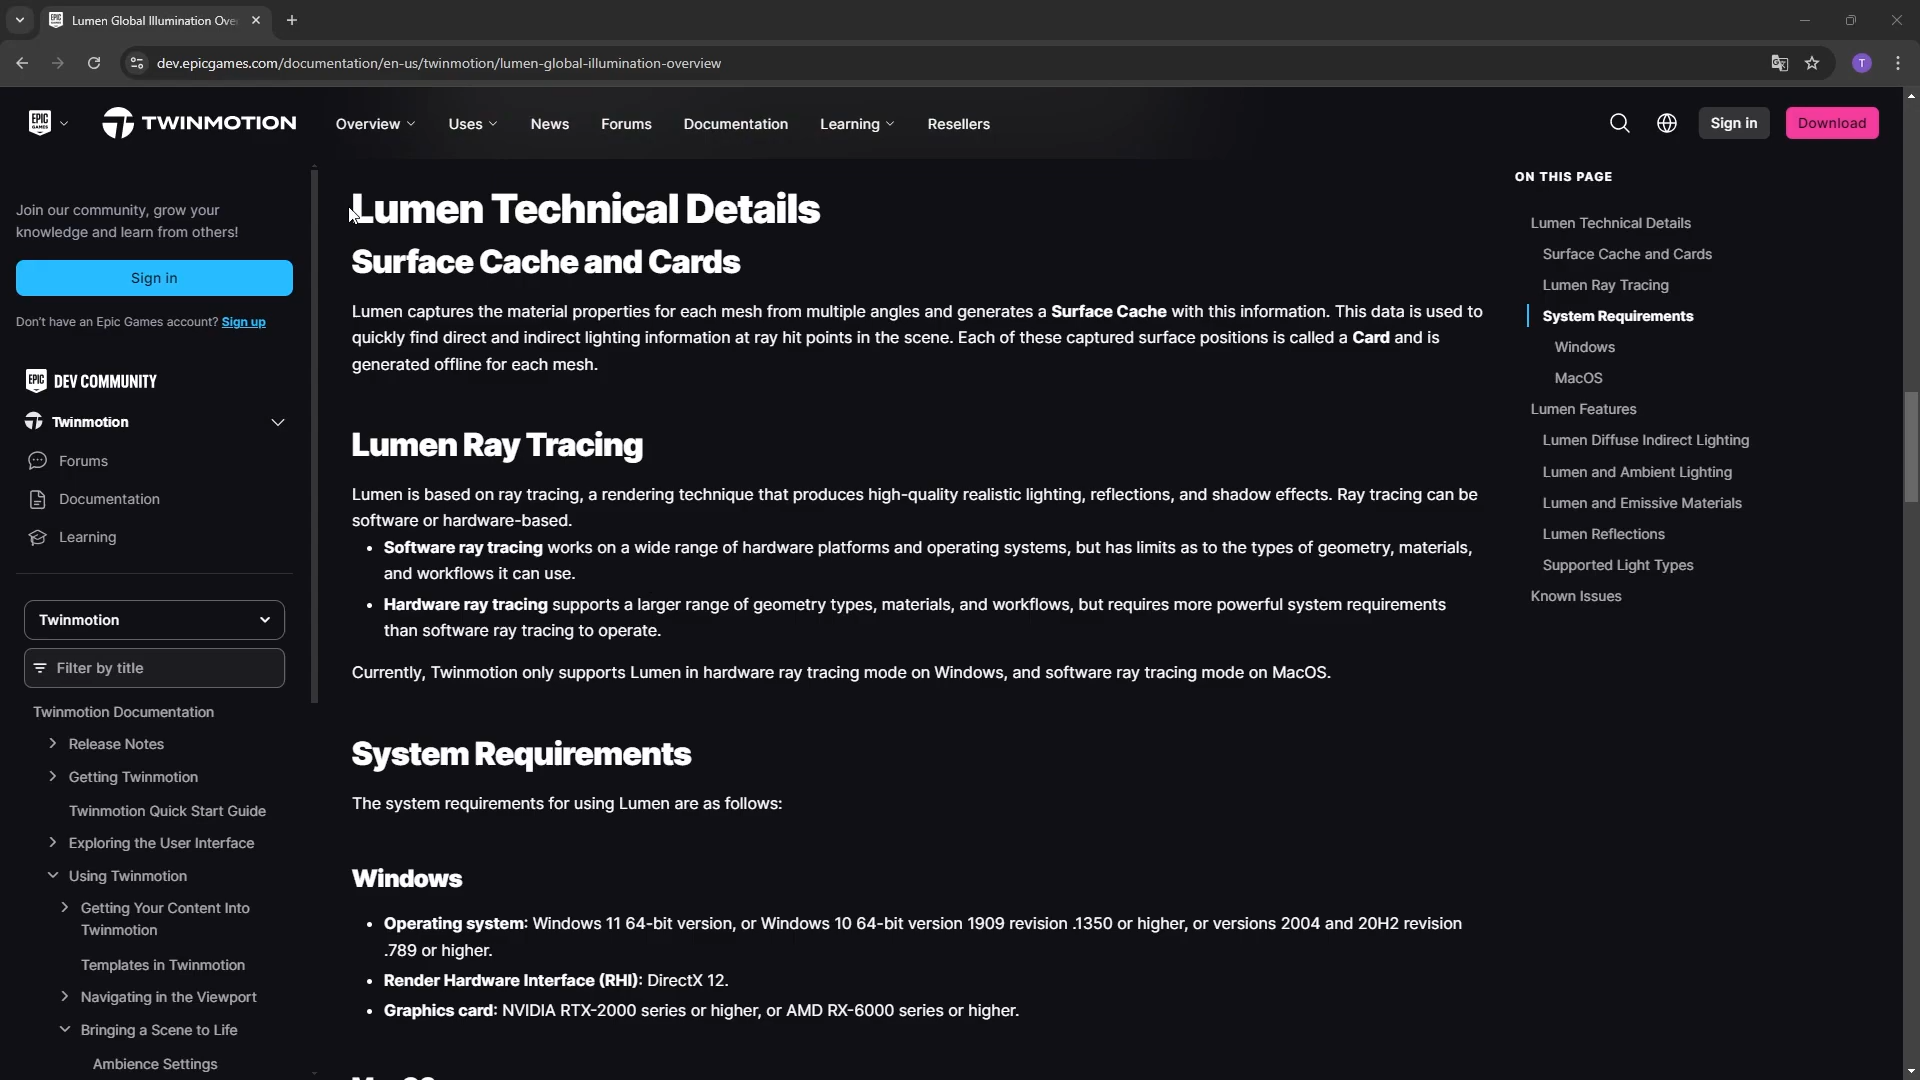 Lumen Global Illumination Ove
dev.epicgames.com/documentation/en-us/twinmotion/lumen-global-illumination-overview
T
EPIC GAMES
TWINMOTION
Overview
Uses
News
Forums
Documentation
Learning
Resellers
Sign in
Download
Join our community, grow your
knowledge and learn from others!
Sign in
Don't have an Epic Games account? Sign up
EPIC DEV COMMUNITY
Twinmotion
Forums
Documentation
Learning
Twinmotion
Filter by title
Twinmotion Documentation
Release Notes
Getting Twinmotion
Twinmotion Quick Start Guide
Exploring the User Interface
Using Twinmotion
Getting Your Content Into
Twinmotion
Templates in Twinmotion
Navigating in the Viewport
Bringing a Scene to Life
Ambience Settings
Lumen Technical Details
Surface Cache and Cards
Lumen captures the material properties for each mesh from multiple angles and generates a Surface Cache with this information. This data is used to
quickly find direct and indirect lighting information at ray hit points in the scene. Each of these captured surface positions is called a Card and is
generated offline for each mesh.
Lumen Ray Tracing
Lumen is based on ray tracing, a rendering technique that produces high-quality realistic lighting, reflections, and shadow effects. Ray tracing can be
software or hardware-based.
• Software ray tracing works on a wide range of hardware platforms and operating systems, but has limits as to the types of geometry, materials,
and workflows it can use.
• Hardware ray tracing supports a larger range of geometry types, materials, and workflows, but requires more powerful system requirements
than software ray tracing to operate.
Currently, Twinmotion only supports Lumen in hardware ray tracing mode on Windows, and software ray tracing mode on MacOS.
System Requirements
The system requirements for using Lumen are as follows:
Windows
• Operating system: Windows 11 64-bit version, or Windows 10 64-bit version 1909 revision .1350 or higher, or versions 2004 and 20H2 revision
.789 or higher.
• Render Hardware Interface (RHI): DirectX 12.
• Graphics card: NVIDIA RTX-2000 series or higher, or AMD RX-6000 series or higher.
ON THIS PAGE
Lumen Technical Details
Surface Cache and Cards
Lumen Ray Tracing
System Requirements
Windows
MacOS
Lumen Features
Lumen Diffuse Indirect Lighting
Lumen and Ambient Lighting
Lumen and Emissive Materials
Lumen Reflections
Supported Light Types
Known Issues